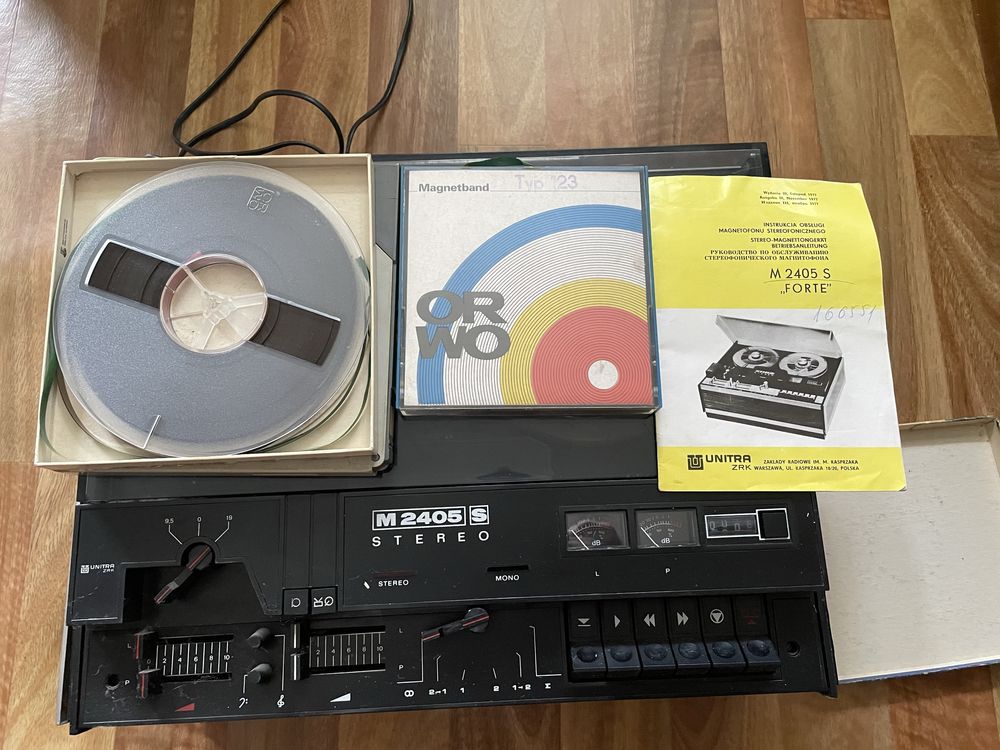 Magnetband
Typ 123
ORWO
Wydanie III, listopad 1977
Ausgabe III, November 1977
Издание III, ноябрь 1977
INSTRUKCJA OBSŁUGI
MAGNETOFONU STEREOFONICZNEGO
STEREO-MAGNETTONGERÄT
BETRIEBSANLEITUNG
РУКОВОДСТВО ПО ОБСЛУЖИВАНИЮ
СТЕРЕОФОНИЧЕСКОГО МАГНИТОФОНА
M 2405 S
„FORTE"
160551
UNITRA
ZRK
ZAKŁADY RADIOWE IM. M. KASPRZAKA
WARSZAWA, UL. KASPRZAKA 18/20, POLSKA
9.5 0 19
M 2405 S
STEREO
UNITRA
ZRK
STEREO
MONO
dB
dB
L
P
L
P
0 2 4 6 8 10
2 4 6 8 10
L
P
2→1 1 2 1→2 M